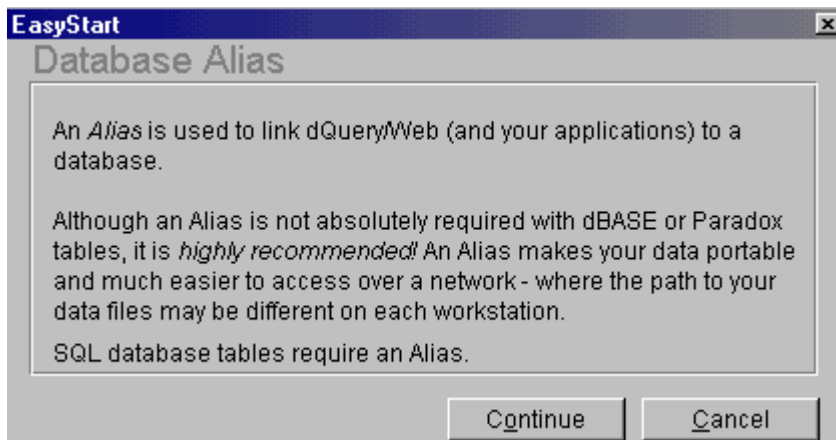 EasyStart
Database Alias
An Alias is used to link dQuery/Web (and your applications) to a
database.
Although an Alias is not absolutely required with dBASE or Paradox
tables, it is highly recommended! An Alias makes your data portable
and much easier to access over a network - where the path to your
data files may be different on each workstation.
SQL database tables require an Alias.
Continue
Cancel